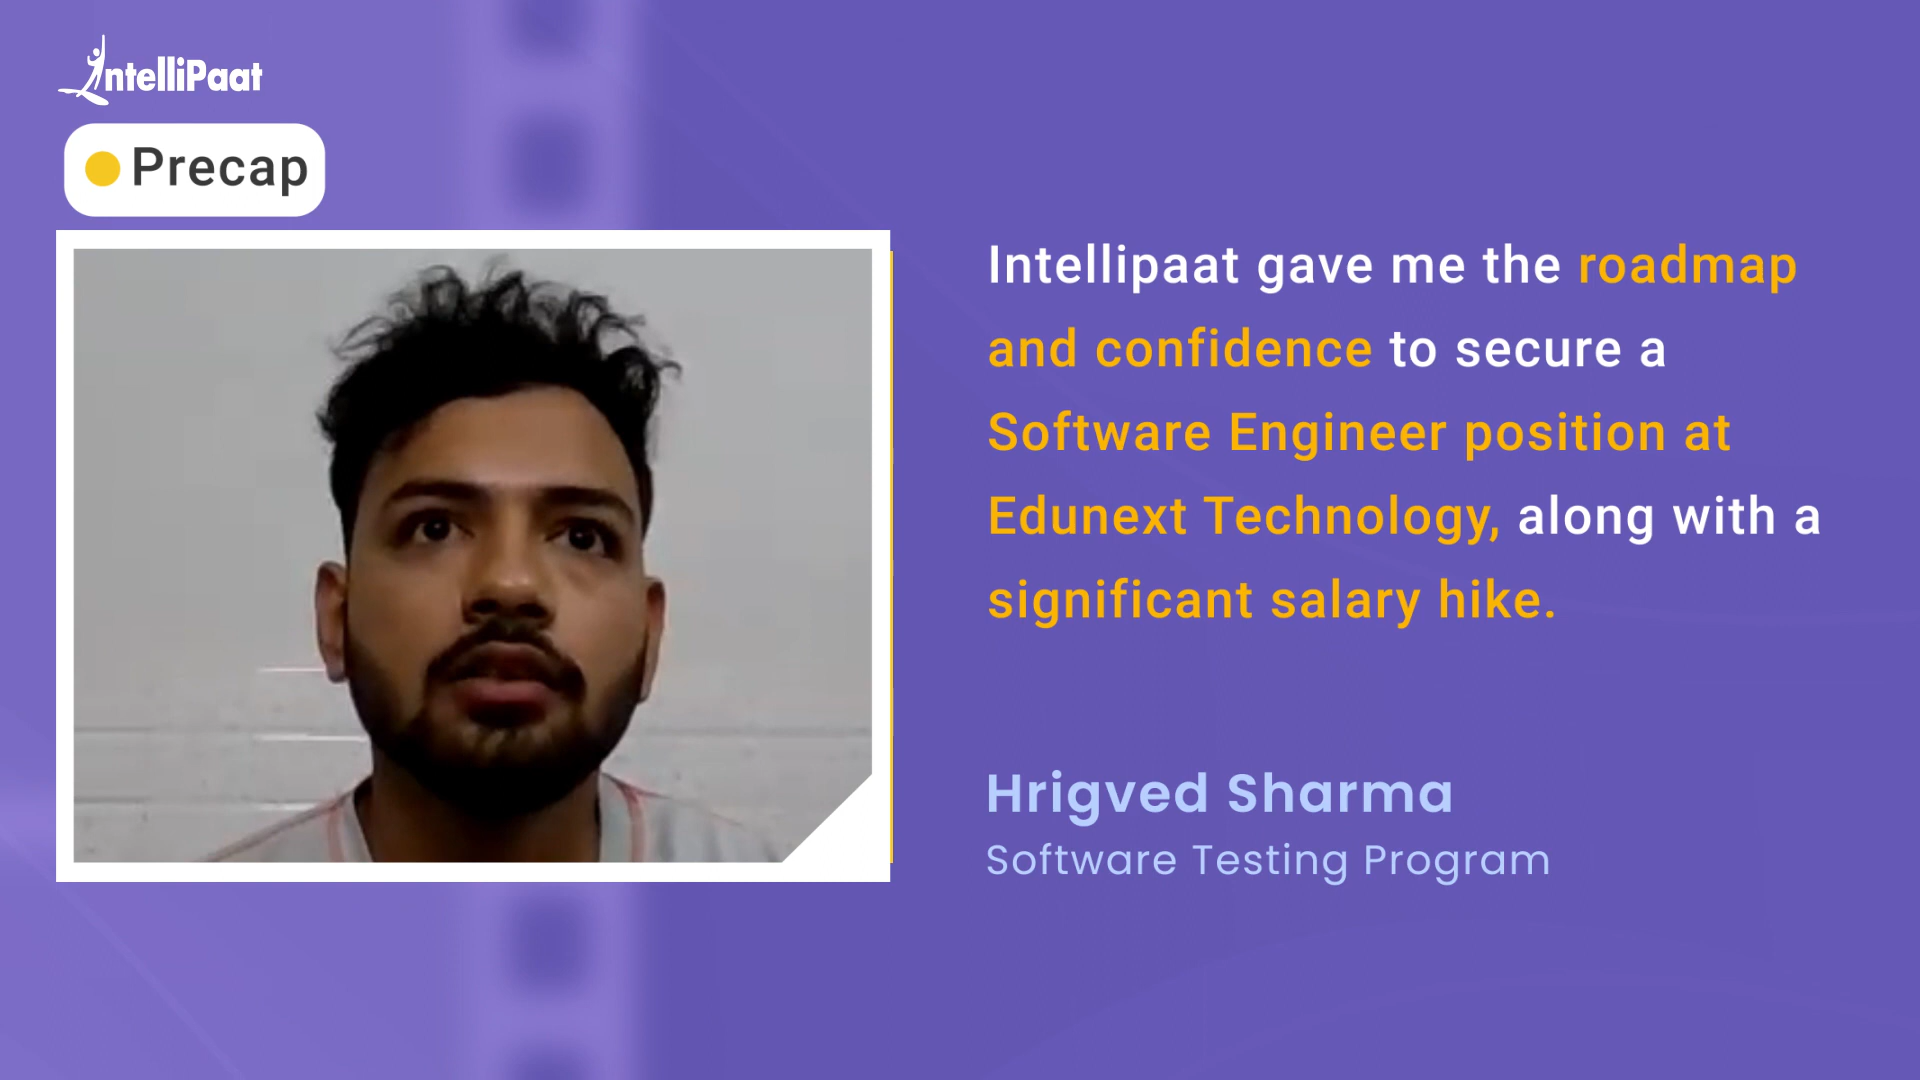 IntelliPaat
Precap
Intellipaat gave me the roadmap
and confidence to secure a
Software Engineer position at
Edunext Technology, along with a
significant salary hike.
Hrigved Sharma
Software Testing Program